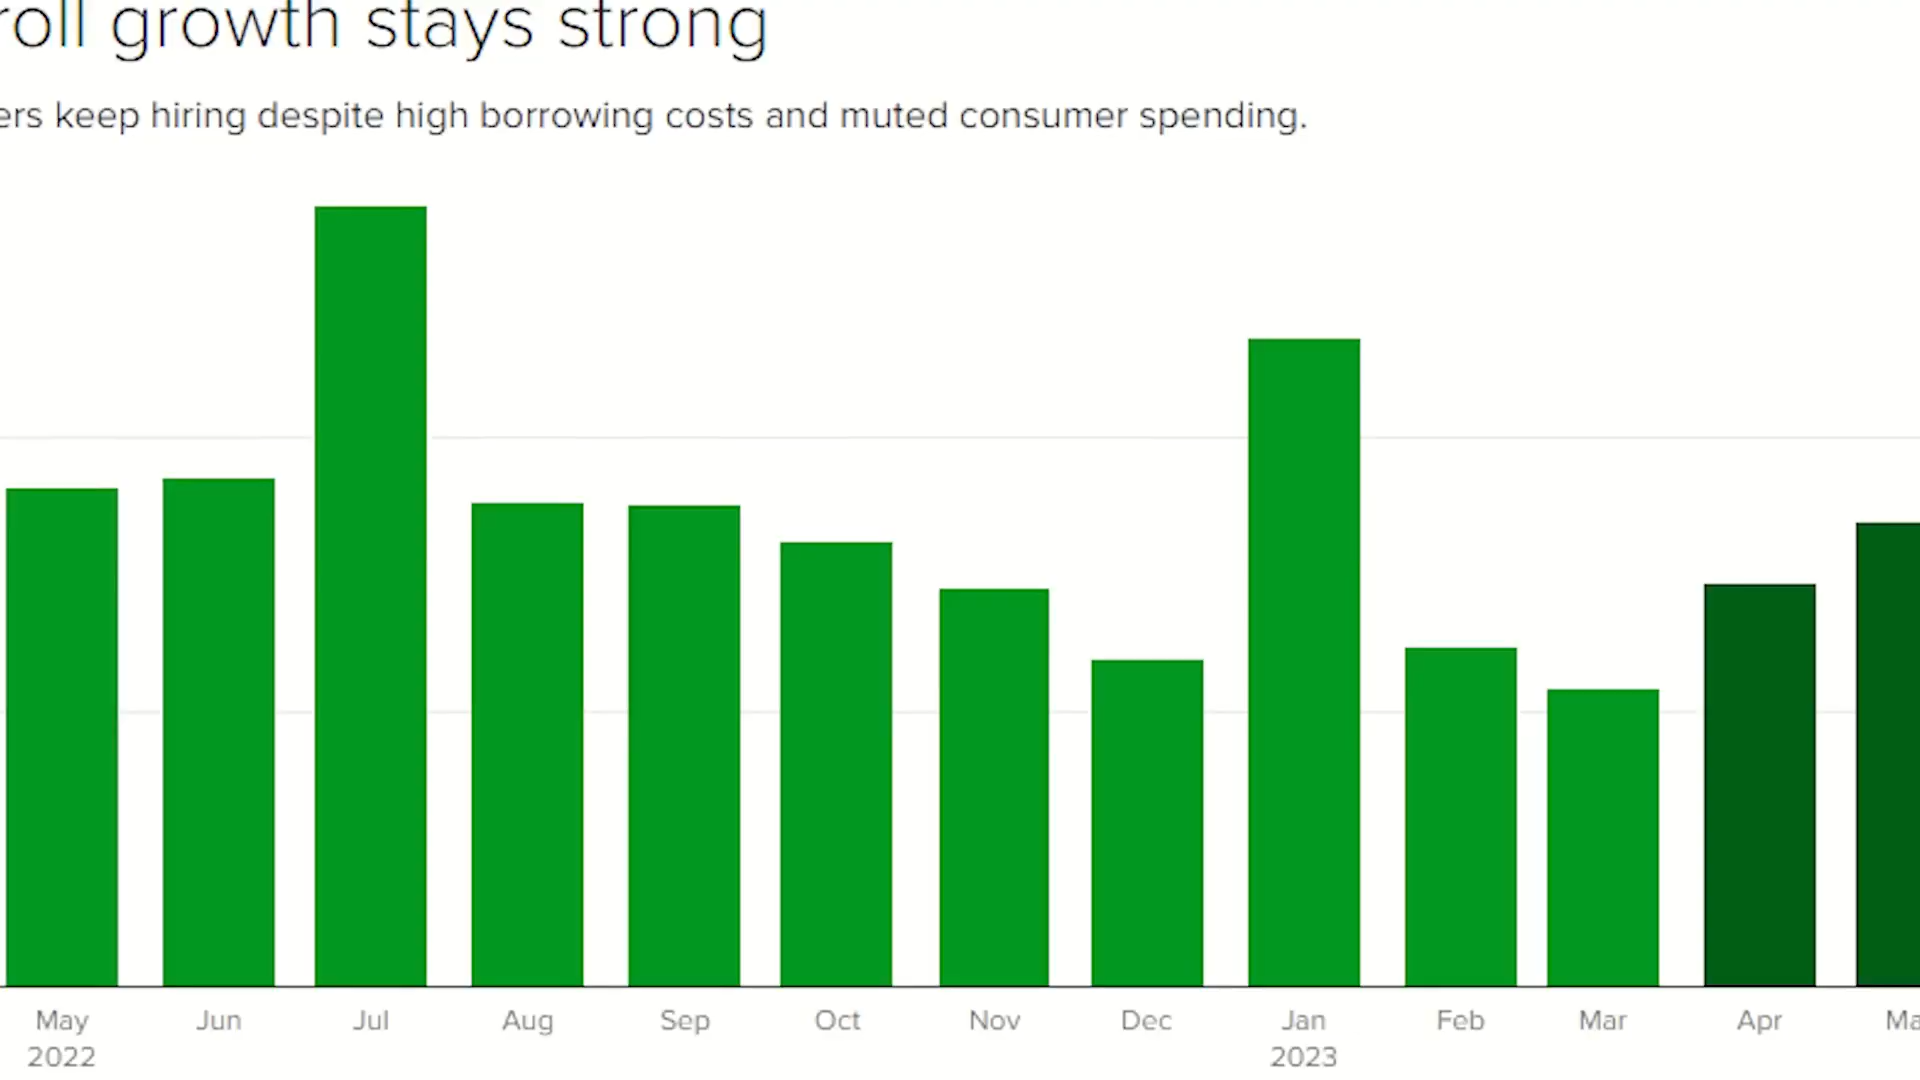 roll growth stays strong
ers keep hiring despite high borrowing costs and muted consumer spending.
May Jun Jul Aug Sep Oct Nov Dec Jan Feb Mar Apr Ma
2022 2023